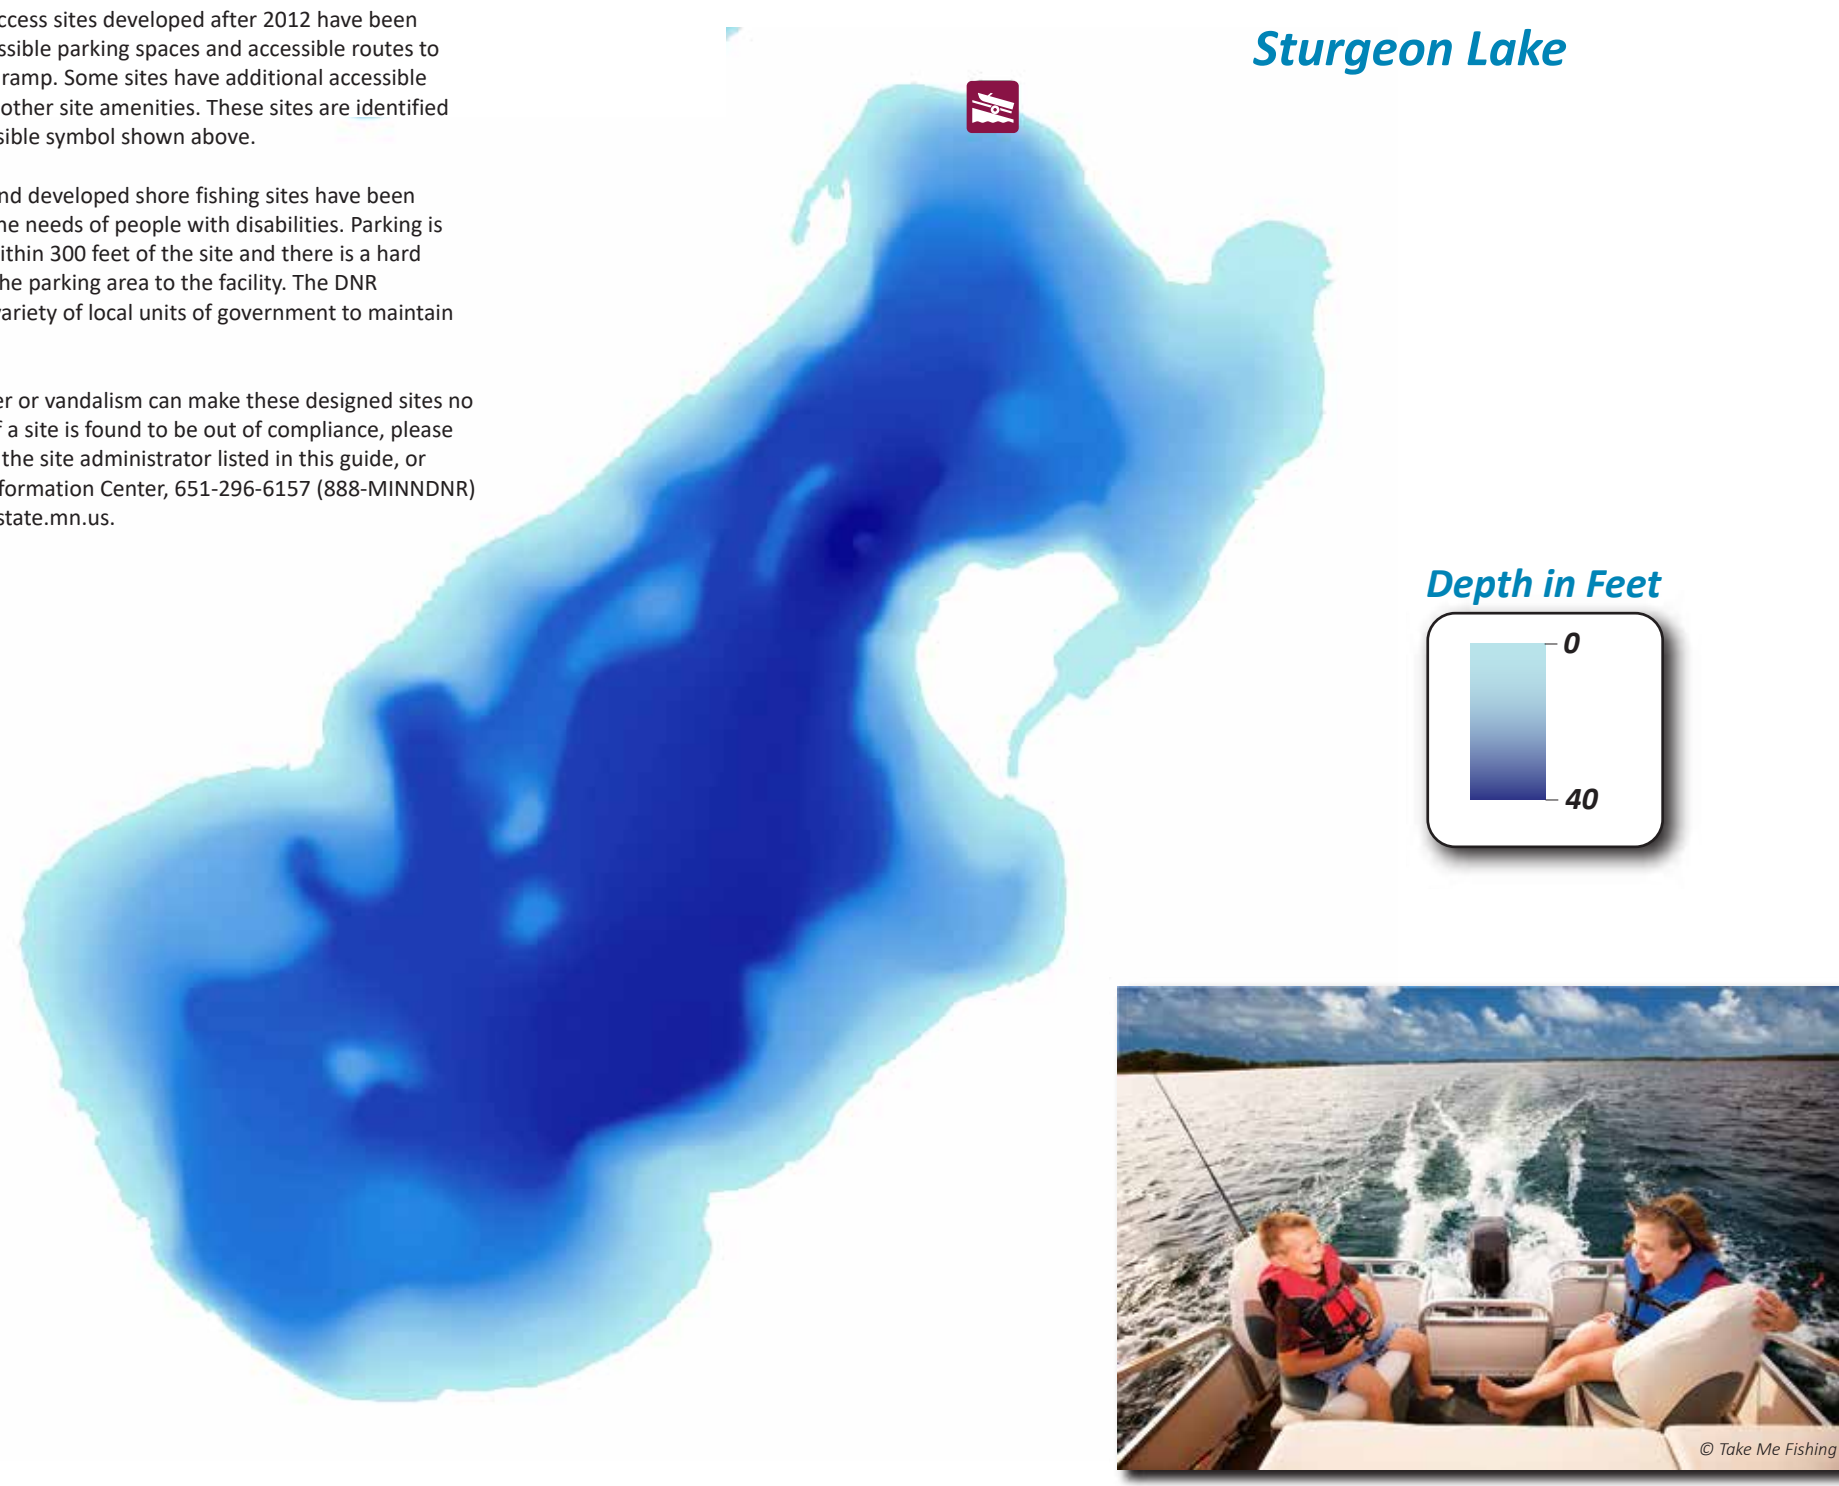 ccess sites developed after 2012 have been
ssible parking spaces and accessible routes to
ramp. Some sites have additional accessible
other site amenities. These sites are identified
sible symbol shown above.
nd developed shore fishing sites have been
he needs of people with disabilities. Parking is
ithin 300 feet of the site and there is a hard
the parking area to the facility. The DNR
variety of local units of government to maintain
er or vandalism can make these designed sites no
f a site is found to be out of compliance, please
the site administrator listed in this guide, or
formation Center, 651-296-6157 (888-MINNDNR)
state.mn.us.
Sturgeon Lake
Depth in Feet
0
40
© Take Me Fishing